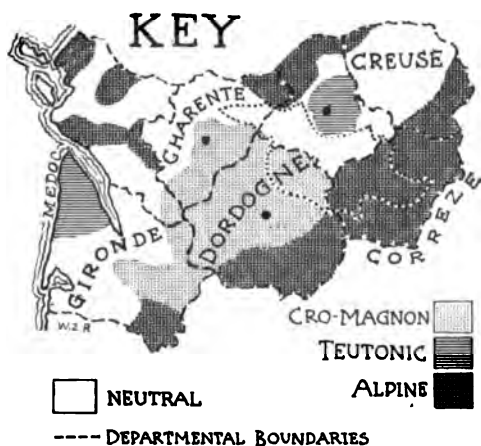 KEY
CREUSE
CHARENTE
MEDOC
DORDOGNE
GIRONDE
CORREZE
W.Z.R
CRO-MAGNON
TEUTONIC
ALPINE
NEUTRAL
DEPARTMENTAL BOUNDARIES